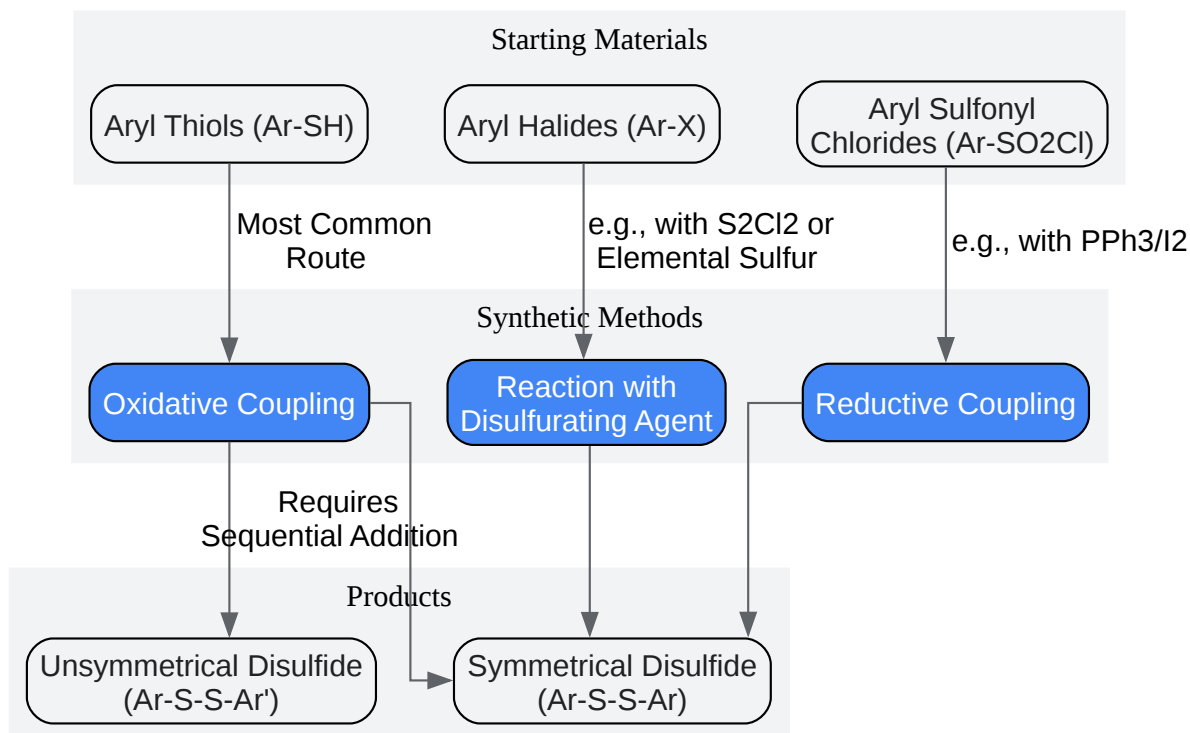 Starting Materials
Aryl Thiols (Ar-SH)
Aryl Halides (Ar-X)
Aryl Sulfonyl
Chlorides (Ar-SO2Cl)
Most Common
Route
e.g., with S2Cl2 or
Elemental Sulfur
e.g., with PPh3/I2
Synthetic Methods
Oxidative Coupling
Reaction with
Disulfurating Agent
Reductive Coupling
Requires
Sequential Addition
Products
Unsymmetrical Disulfide
(Ar-S-S-Ar')
Symmetrical Disulfide
(Ar-S-S-Ar)